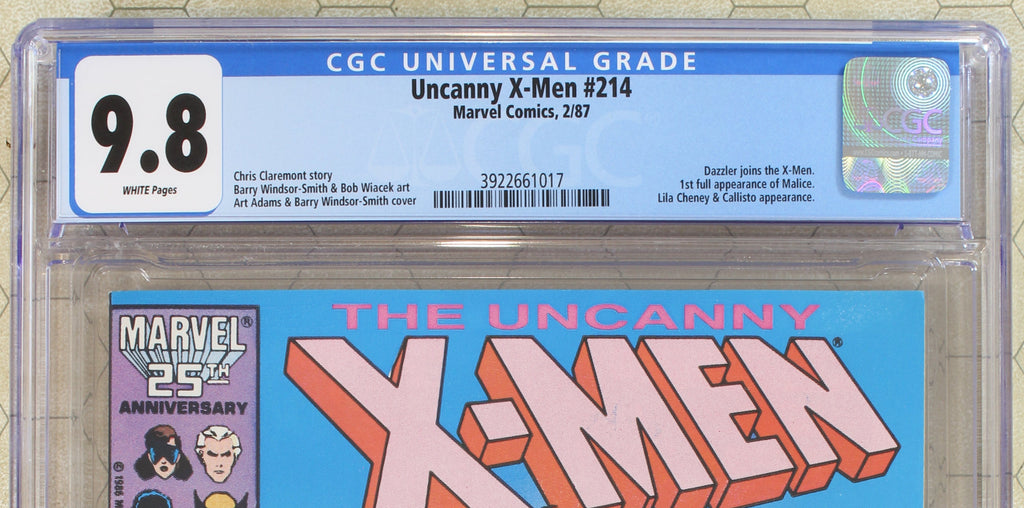 CGC UNIVERSAL GRADE
9.8
WHITE Pages
Uncanny X-Men #214
Marvel Comics, 2/87
Chris Claremont story
Barry Windsor-Smith & Bob Wiacek art
Art Adams & Barry Windsor-Smith cover
3922661017
Dazzler joins the X-Men.
1st full appearance of Malice.
Lila Cheney & Callisto appearance.
CGC
CGC
MARVEL®
25TH
ANNIVERSARY
© 1986
THE UNCANNY
X-MEN®